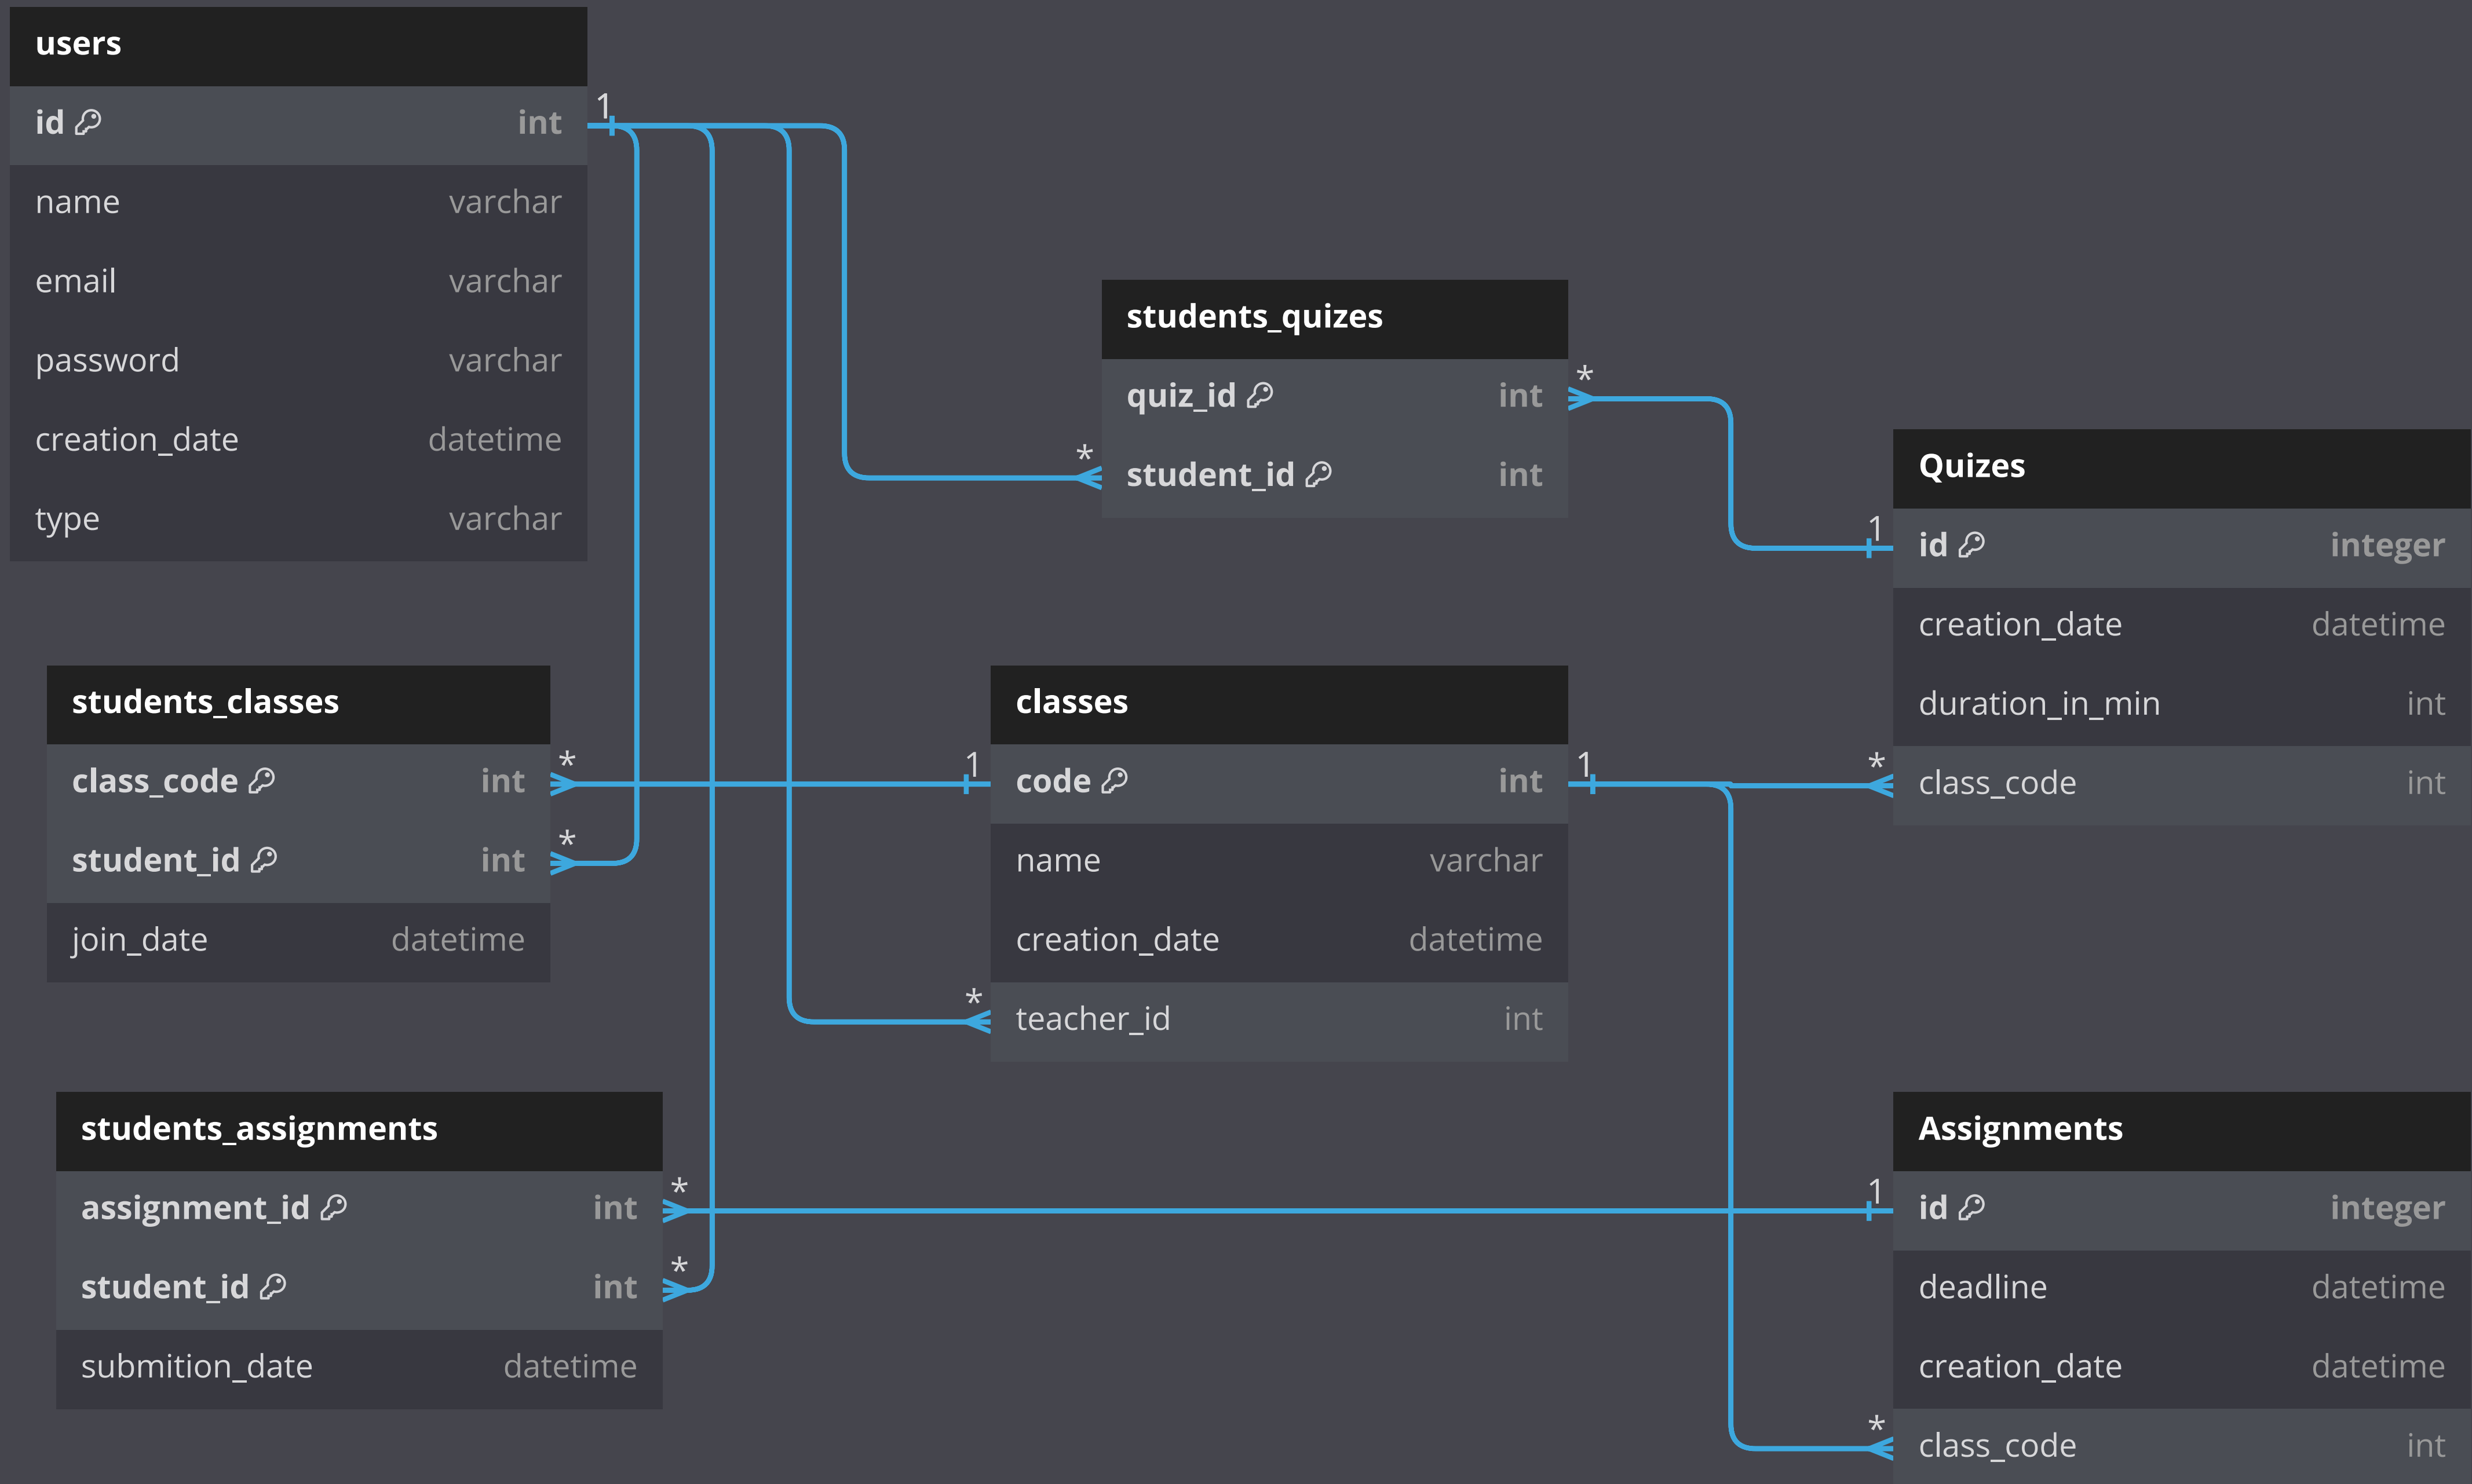 users
id int
name varchar
email varchar
password varchar
creation_date datetime
type varchar
1
students_quizes
quiz_id int
student_id int
*
*
Quizes
id integer
creation_date datetime
duration_in_min int
class_code int
1
*
students_classes
class_code int
student_id int
join_date datetime
*
*
classes
code int
name varchar
creation_date datetime
teacher_id int
1
1
*
students_assignments
assignment_id int
student_id int
submition_date datetime
*
*
Assignments
id integer
deadline datetime
creation_date datetime
class_code int
1
*